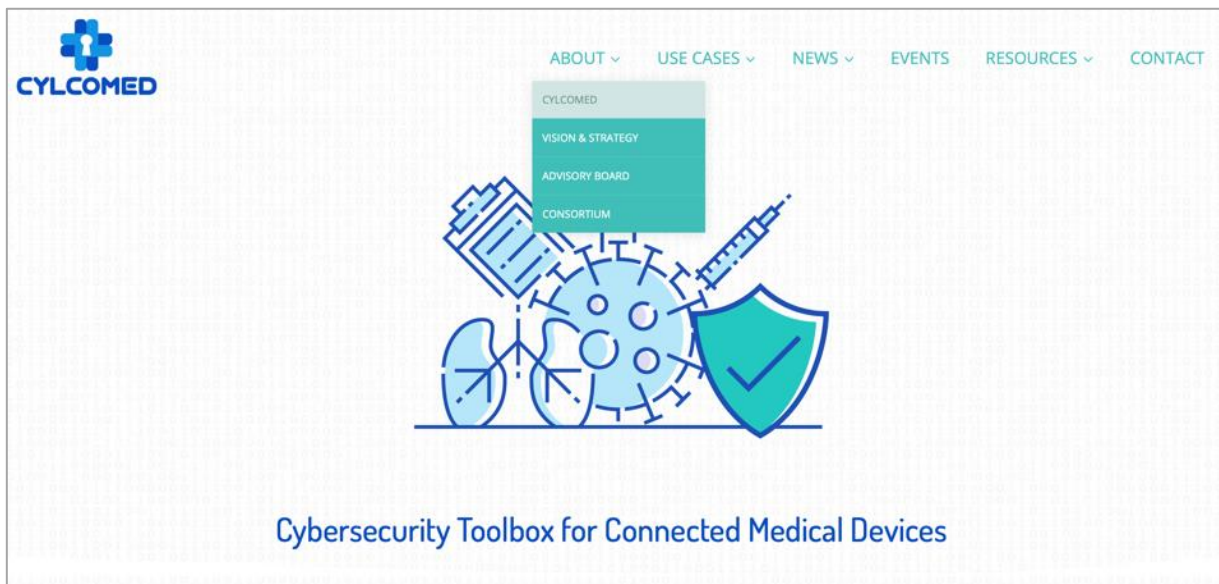 CYLCOMED
ABOUT USE CASES NEWS EVENTS RESOURCES CONTACT
CYLCOMED
VISION & STRATEGY
ADVISORY BOARD
CONSORTIUM
Cybersecurity Toolbox for Connected Medical Devices